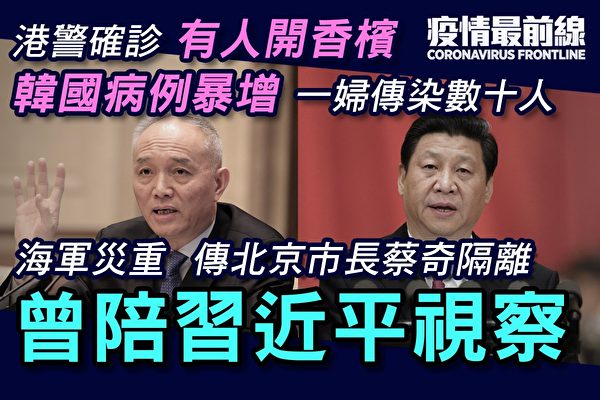 港警確診 有人開香檳
疫情最前線
CORONAVIRUS FRONTLINE
韓國病例暴增 一婦傳染數十人
海軍災重 傳北京市長蔡奇隔離
曾陪習近平視察